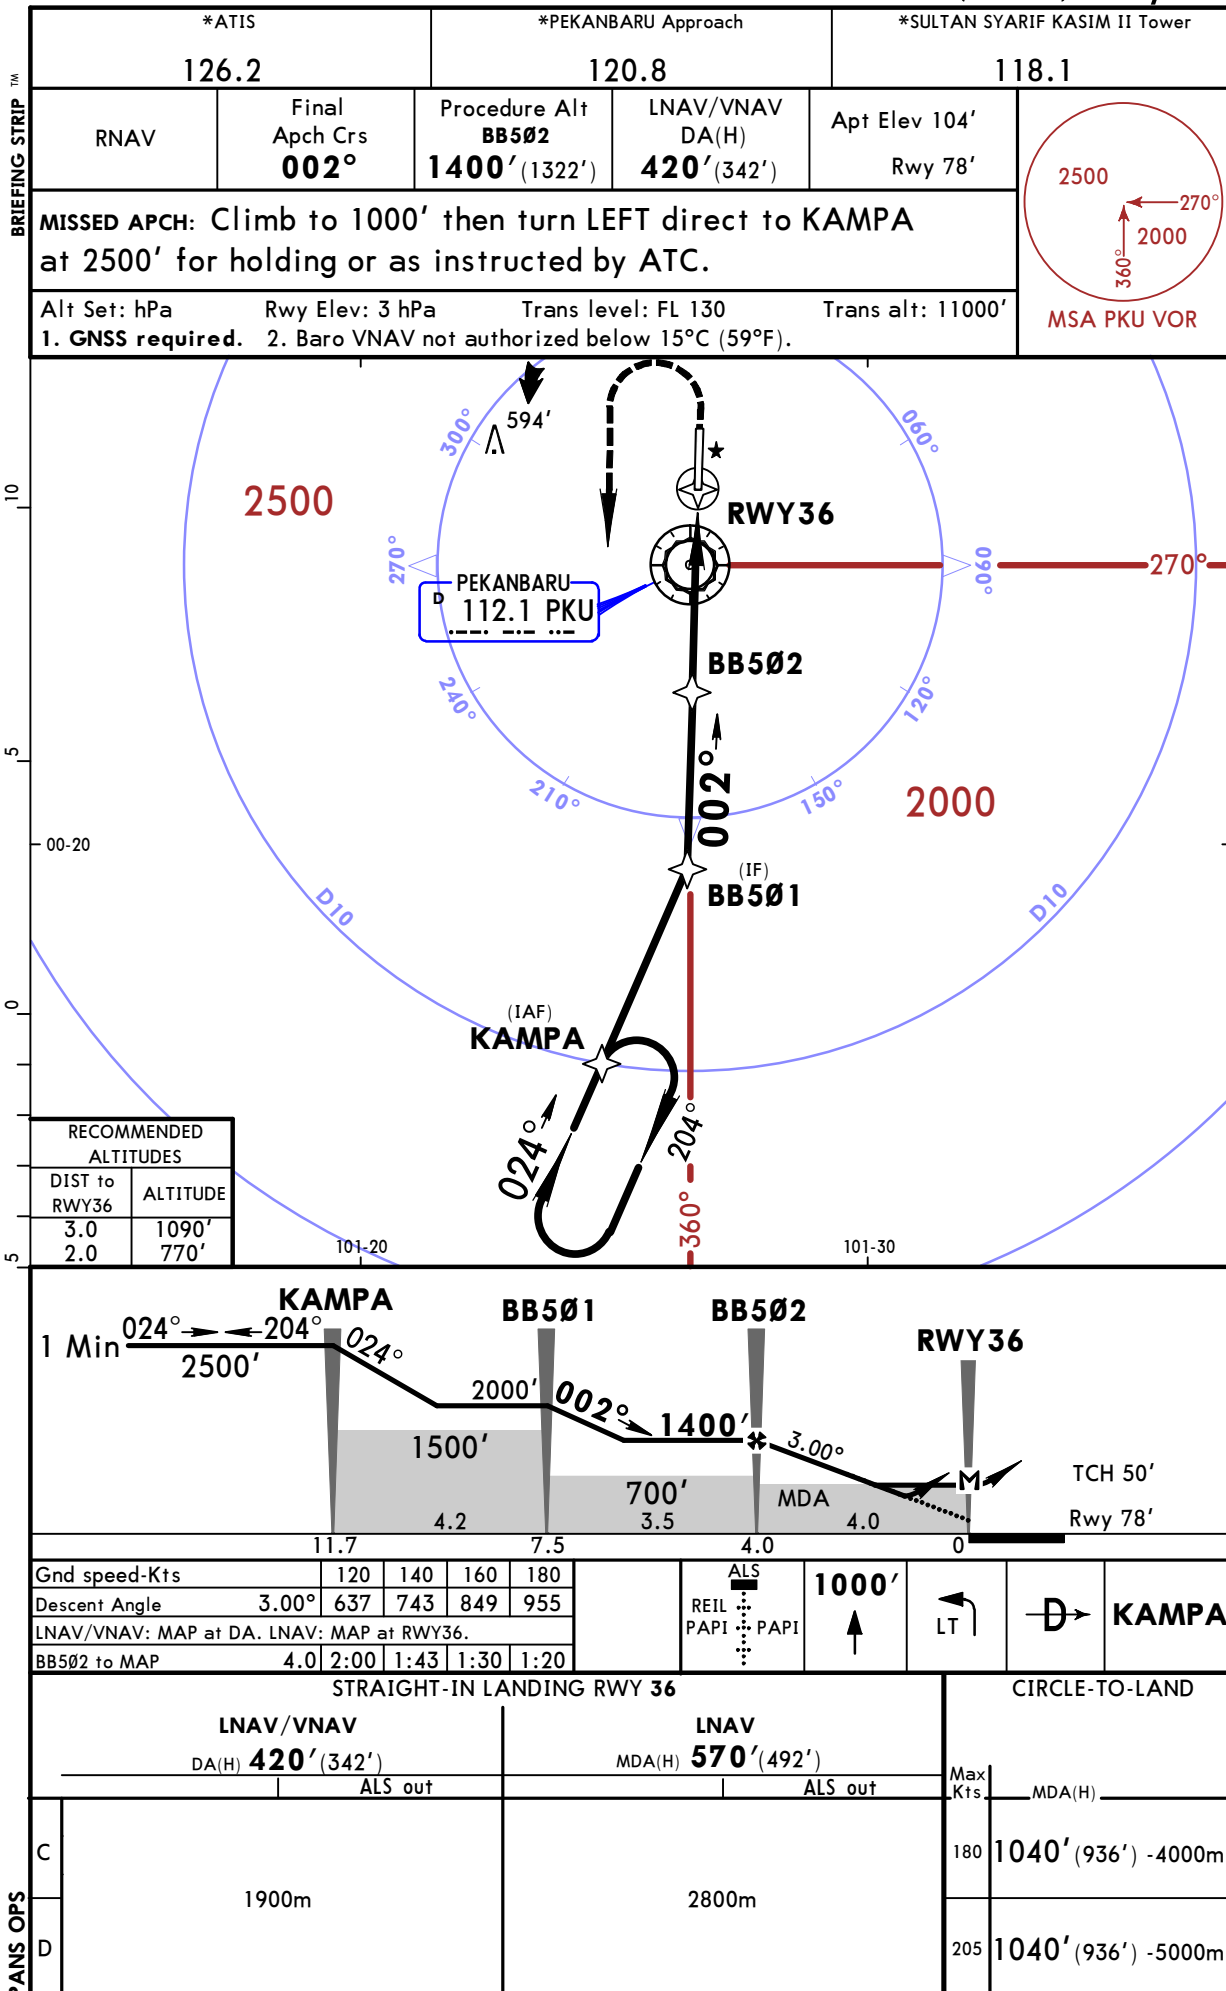 *ATIS
126.2
*PEKANBARU Approach
120.8
*SULTAN SYARIF KASIM II Tower
118.1
BRIEFING STRIP TM
RNAV
Final
Apch Crs
002°
Procedure Alt
BB5Ø2
1400' (1322')
LNAV/VNAV
DA(H)
420' (342')
Apt Elev 104'
Rwy 78'
MISSED APCH: Climb to 1000' then turn LEFT direct to KAMPA
at 2500' for holding or as instructed by ATC.
Alt Set: hPa Rwy Elev: 3 hPa Trans level: FL 130 Trans alt: 11000'
1. GNSS required. 2. Baro VNAV not authorized below 15°C (59°F).
2500
270°
2000
360°
MSA PKU VOR
594'
300°
060°
10
2500
RWY36
270°
090°
270°
PEKANBARU
D 112.1 PKU
BB5Ø2
240°
120°
5
002°
210°
150°
2000
00-20
(IF)
BB5Ø1
D10
D10
0
(IAF)
KAMPA
024°
204°
360°
RECOMMENDED
ALTITUDES
DIST to
RWY36
ALTITUDE
3.0 1090'
2.0 770'
5
101-20
101-30
KAMPA
BB5Ø1
BB5Ø2
RWY36
1 Min
024°
204°
024°
2500'
2000'
002°
1400'
3.00°
1500'
700'
MDA
M
TCH 50'
Rwy 78'
4.2
3.5
4.0
11.7
7.5
4.0
0
Gnd speed-Kts 120 140 160 180
Descent Angle 3.00° 637 743 849 955
LNAV/VNAV: MAP at DA. LNAV: MAP at RWY36.
BB5Ø2 to MAP 4.0 2:00 1:43 1:30 1:20
ALS
REIL
PAPI
PAPI
1000'
LT
D
KAMPA
STRAIGHT-IN LANDING RWY 36
CIRCLE-TO-LAND
LNAV/VNAV
DA(H) 420' (342')
ALS out
LNAV
MDA(H) 570' (492')
ALS out
Max
Kts
MDA(H)
C
180 1040' (936') -4000m
1900m
2800m
D
205 1040' (936') -5000m
PANS OPS